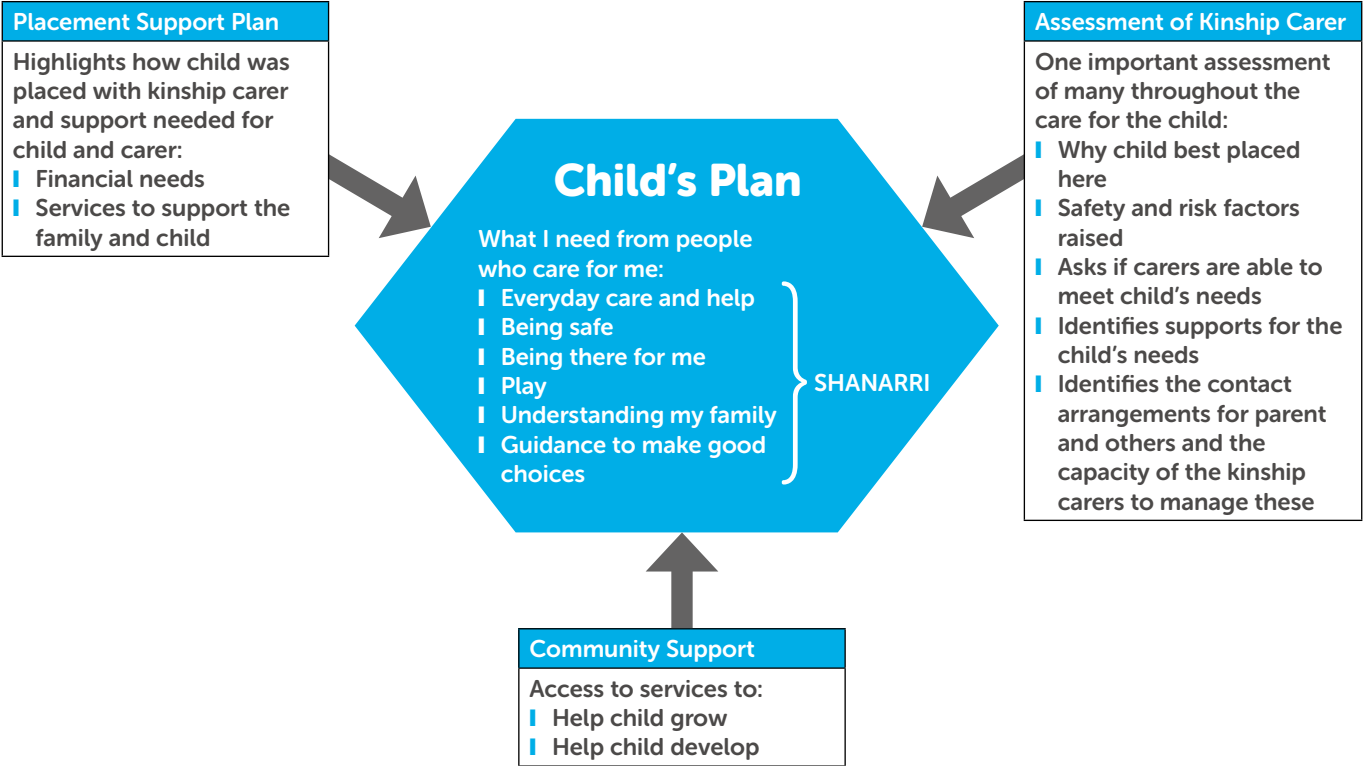 Placement Support Plan
Highlights how child was
placed with kinship carer
and support needed for
child and carer:
Financial needs
Services to support the
family and child
Child's Plan
What I need from people
who care for me:
Everyday care and help
Being safe
Being there for me
Play
Understanding my family
Guidance to make good
choices
SHANARRI
Assessment of Kinship Carer
One important assessment
of many throughout the
care for the child:
Why child best placed
here
Safety and risk factors
raised
Asks if carers are able to
meet child's needs
Identifies supports for the
child's needs
Identifies the contact
arrangements for parent
and others and the
capacity of the kinship
carers to manage these
Community Support
Access to services to:
Help child grow
Help child develop